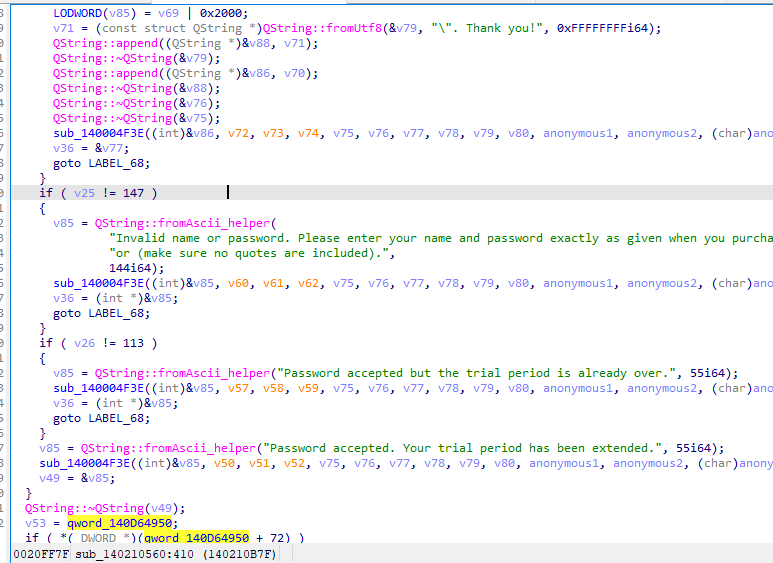 LODWORD(v85) = v69 | 0x2000;
v71 = (const struct QString *)QString::fromUtf8(&v79, "\". Thank you!", 0xFFFFFFFFi64);
QString::append((QString *)&v88, v71);
QString::~QString(&v79);
QString::append((QString *)&v86, v70);
QString::~QString(&v88);
QString::~QString(&v76);
QString::~QString(&v75);
sub_140004F3E((int)&v86, v72, v73, v74, v75, v76, v77, v78, v79, v80, anonymous1, anonymous2, (char)ano
v36 = &v77;
goto LABEL_68;
}
if ( v25 != 147 )
{
v85 = QString::fromAscii_helper(
"Invalid name or password. Please enter your name and password exactly as given when you purcha
"or (make sure no quotes are included).",
144i64);
sub_140004F3E((int)&v85, v60, v61, v62, v75, v76, v77, v78, v79, v80, anonymous1, anonymous2, (char)ano
v36 = (int *)&v85;
goto LABEL_68;
}
if ( v26 != 113 )
{
v85 = QString::fromAscii_helper("Password accepted but the trial period is already over.", 55i64);
sub_140004F3E((int)&v85, v57, v58, v59, v75, v76, v77, v78, v79, v80, anonymous1, anonymous2, (char)ano
v36 = (int *)&v85;
goto LABEL_68;
}
v85 = QString::fromAscii_helper("Password accepted. Your trial period has been extended.", 55i64);
sub_140004F3E((int)&v85, v50, v51, v52, v75, v76, v77, v78, v79, v80, anonymous1, anonymous2, (char)anony
v49 = &v85;
}
QString::~QString(v49);
v53 = qword_140D64950;
if ( *(_DWORD *)(qword_140D64950 + 72) )
0020FF7F sub_140210560:410 (140210B7F)